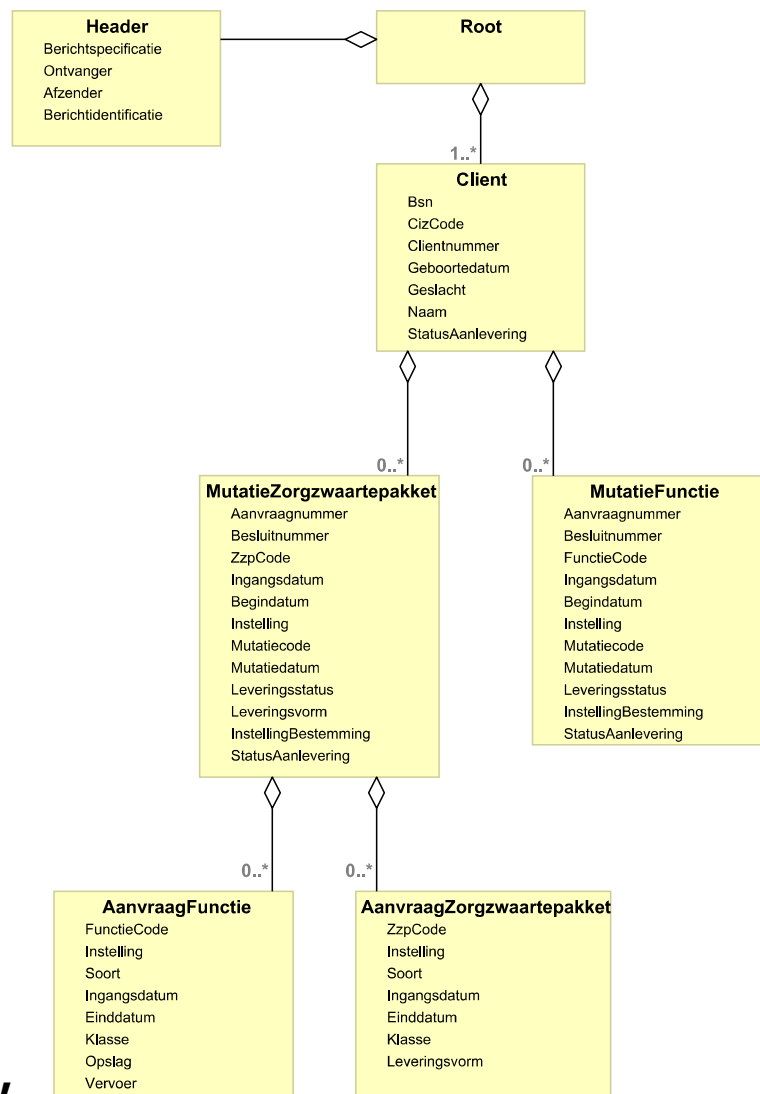 Header
Berichtspecificatie
Ontvanger
Afzender
Berichtidentificatie
Root
1..*
Client
Bsn
CizCode
Clientnummer
Geboortedatum
Geslacht
Naam
StatusAanlevering
0..*
0..*
MutatieZorgzwaartepakket
Aanvraagnummer
Besluitnummer
ZzpCode
Ingangsdatum
Begindatum
Instelling
Mutatiecode
Mutatiedatum
Leveringsstatus
Leveringsvorm
InstellingBestemming
StatusAanlevering
MutatieFunctie
Aanvraagnummer
Besluitnummer
FunctieCode
Ingangsdatum
Begindatum
Instelling
Mutatiecode
Mutatiedatum
Leveringsstatus
InstellingBestemming
StatusAanlevering
0..*
0..*
AanvraagFunctie
FunctieCode
Instelling
Soort
Ingangsdatum
Einddatum
Klasse
Opslag
Vervoer
AanvraagZorgzwaartepakket
ZzpCode
Instelling
Soort
Ingangsdatum
Einddatum
Klasse
Leveringsvorm